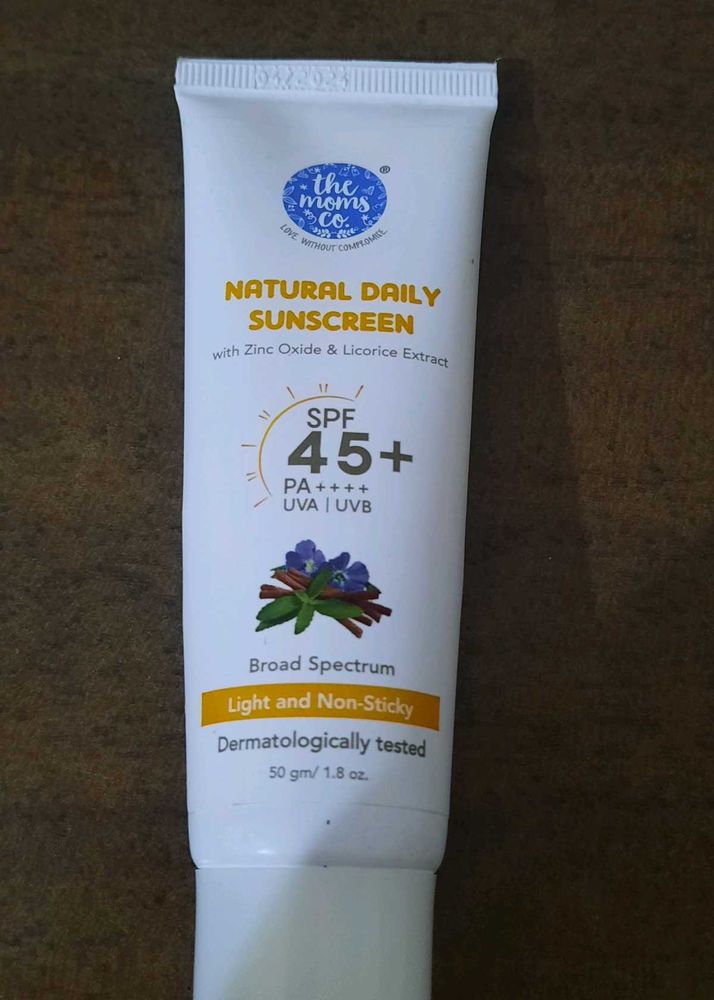 the
moms
co.
®
LOVE WITHOUT COMPROMISE
NATURAL DAILY
SUNSCREEN
with Zinc Oxide & Licorice Extract
SPF
45+
PA++++
UVA | UVB
Broad Spectrum
Light and Non-Sticky
Dermatologically tested
50 gm/ 1.8 oz.